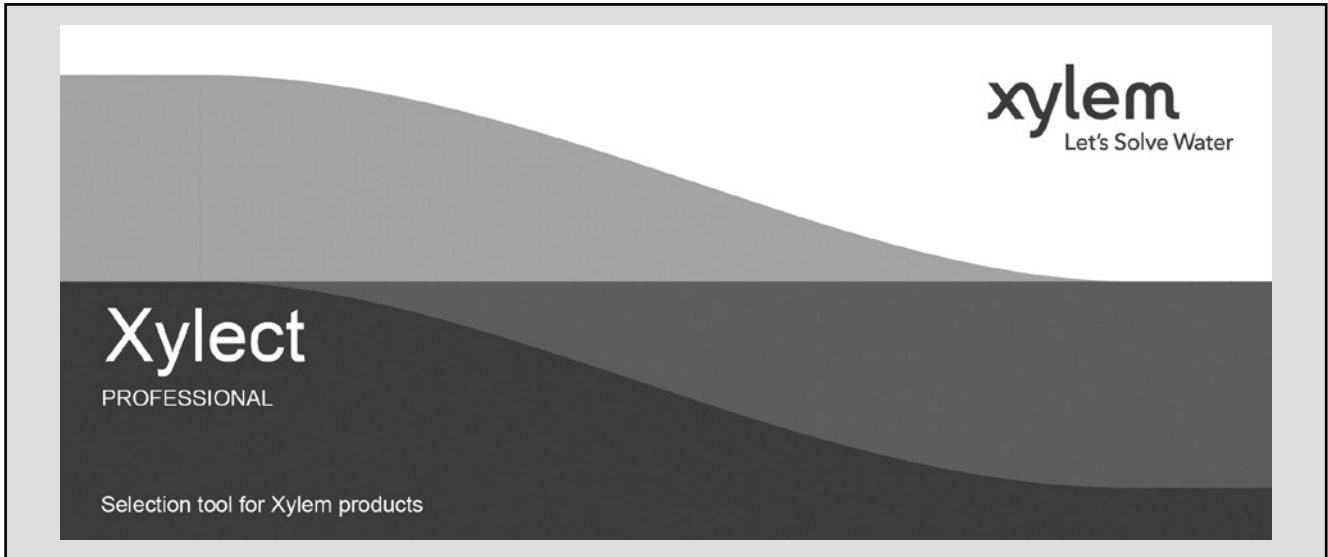 xylem
Let's Solve Water
Xylect
PROFESSIONAL
Selection tool for Xylem products